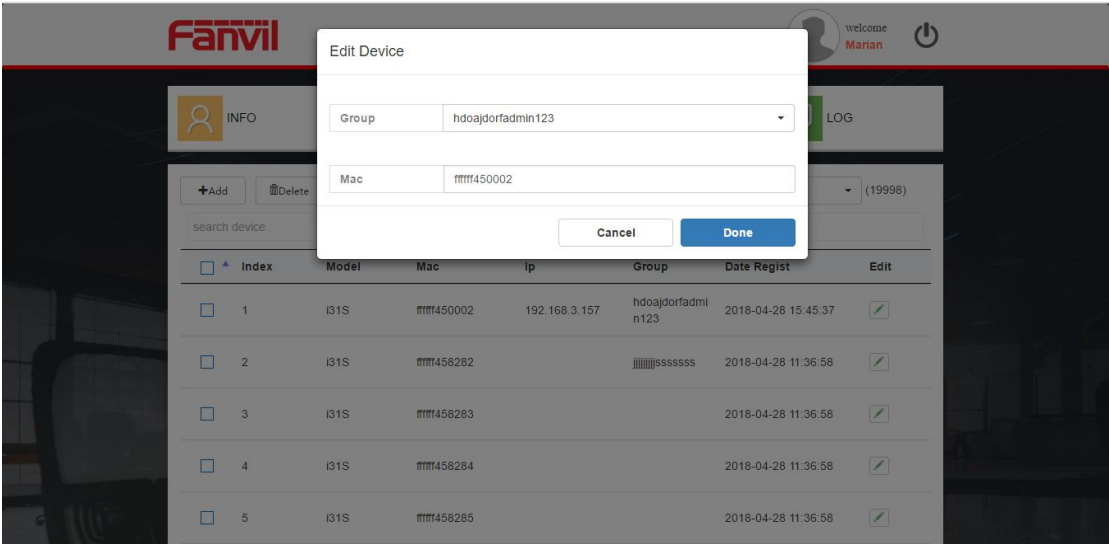 Fanvil
welcome
Marian
Edit Device
INFO
LOG
Group hdoajdorfadmin123
Mac ffffff450002
Add Delete (19998)
search device
Cancel Done
Index Model Mac Ip Group Date Regist Edit
1 i31S ffffff450002 192.168.3.157 hdoajdorfadmi 2018-04-28 15:45:37
n123
2 i31S ffffff458282 jjjjjjjjjsssssss 2018-04-28 11:36:58
3 i31S ffffff458283 2018-04-28 11:36:58
4 i31S ffffff458284 2018-04-28 11:36:58
5 i31S ffffff458285 2018-04-28 11:36:58